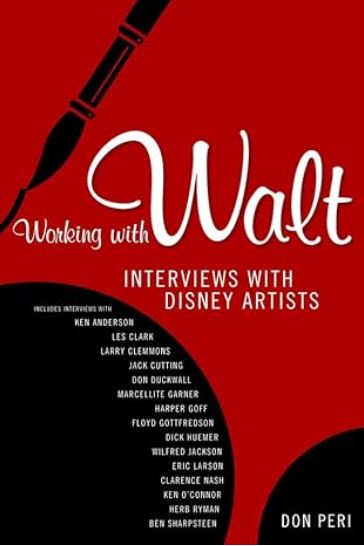 Working with Walt
INTERVIEWS WITH
DISNEY ARTISTS
INCLUDES INTERVIEWS WITH
KEN ANDERSON
LES CLARK
LARRY CLEMMONS
JACK CUTTING
DON DUCKWALL
MARCELLITE GARNER
HARPER GOFF
FLOYD GOTTFREDSON
DICK HUEMER
WILFRED JACKSON
ERIC LARSON
CLARENCE NASH
KEN O'CONNOR
HERB RYMAN
BEN SHARPSTEEN
DON PERI